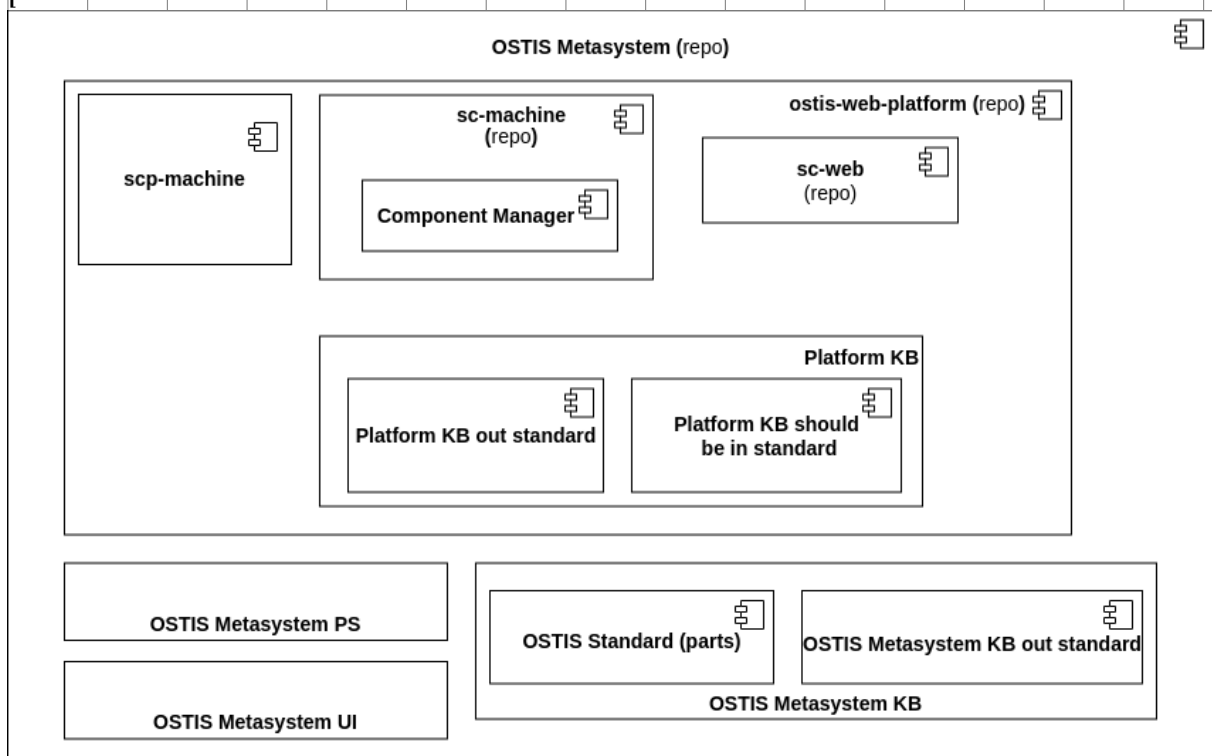 OSTIS Metasystem (repo)
ostis-web-platform (repo)
scp-machine
sc-machine
(repo)
Component Manager
sc-web
(repo)
Platform KB
Platform KB out standard
Platform KB should
be in standard
OSTIS Metasystem PS
OSTIS Metasystem UI
OSTIS Standard (parts)
OSTIS Metasystem KB out standard
OSTIS Metasystem KB